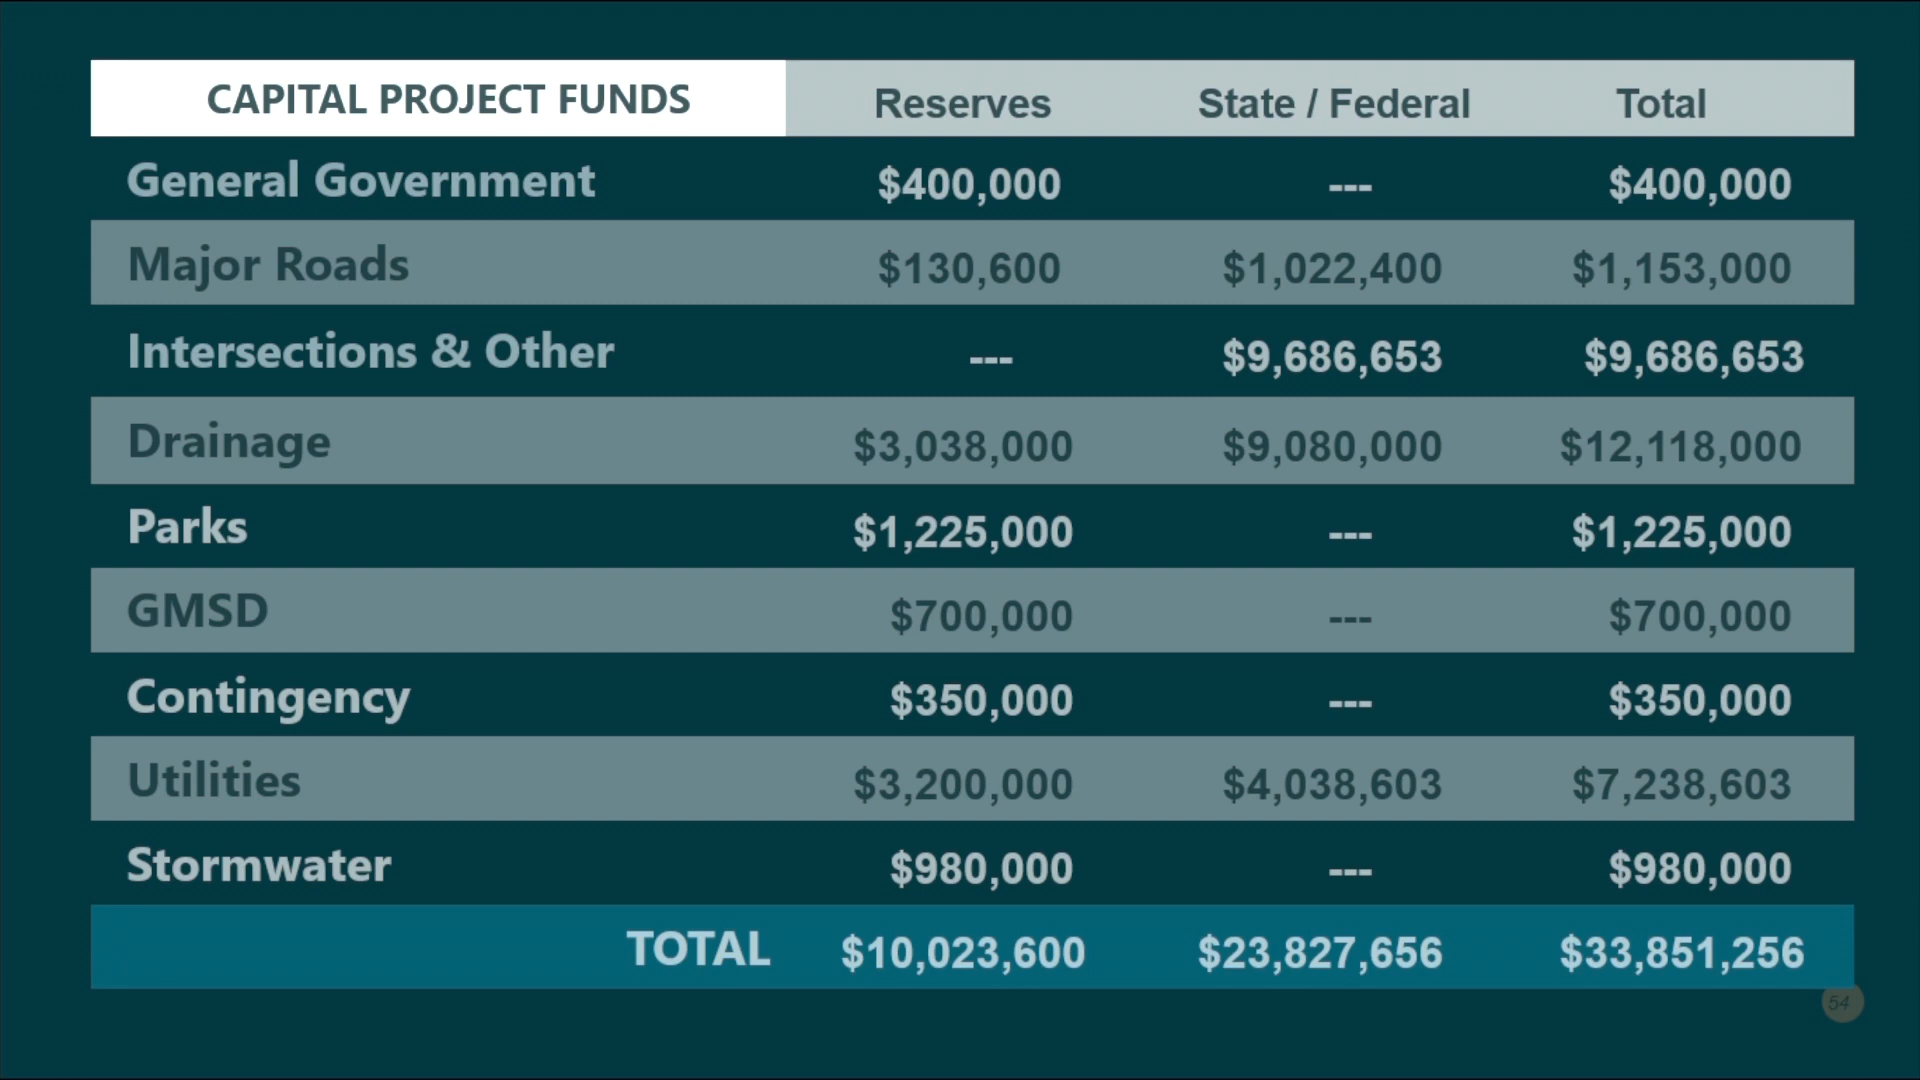 CAPITAL PROJECT FUNDS Reserves State / Federal Total
General Government $400,000 --- $400,000
Major Roads $130,600 $1,022,400 $1,153,000
Intersections & Other --- $9,686,653 $9,686,653
Drainage $3,038,000 $9,080,000 $12,118,000
Parks $1,225,000 --- $1,225,000
GMSD $700,000 --- $700,000
Contingency $350,000 --- $350,000
Utilities $3,200,000 $4,038,603 $7,238,603
Stormwater $980,000 --- $980,000
TOTAL $10,023,600 $23,827,656 $33,851,256
54